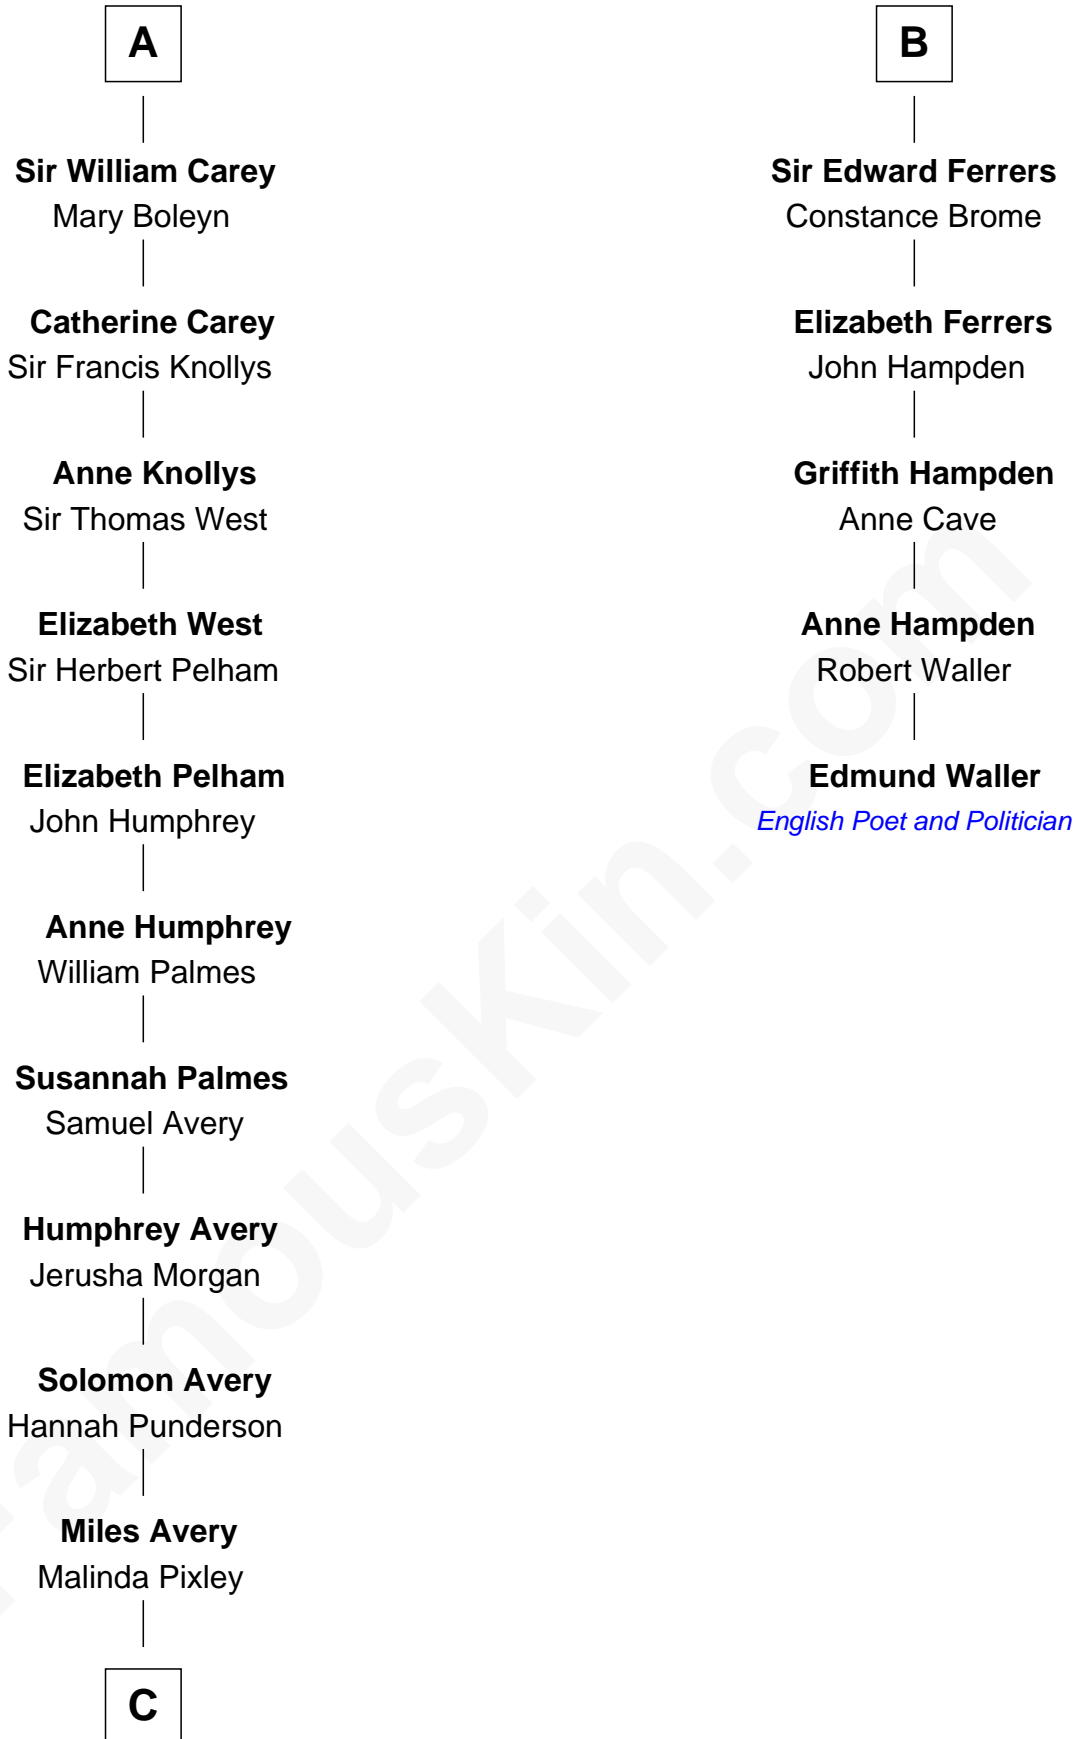 A
Sir William Carey
Mary Boleyn
Catherine Carey
Sir Francis Knollys
Anne Knollys
Sir Thomas West
Elizabeth West
Sir Herbert Pelham
Elizabeth Pelham
John Humphrey
Anne Humphrey
William Palmes
Susannah Palmes
Samuel Avery
Humphrey Avery
Jerusha Morgan
Solomon Avery
Hannah Punderson
Miles Avery
Malinda Pixley
C
B
Sir Edward Ferrers
Constance Brome
Elizabeth Ferrers
John Hampden
Griffith Hampden
Anne Cave
Anne Hampden
Robert Waller
Edmund Waller
English Poet and Politician
FamousKin.com